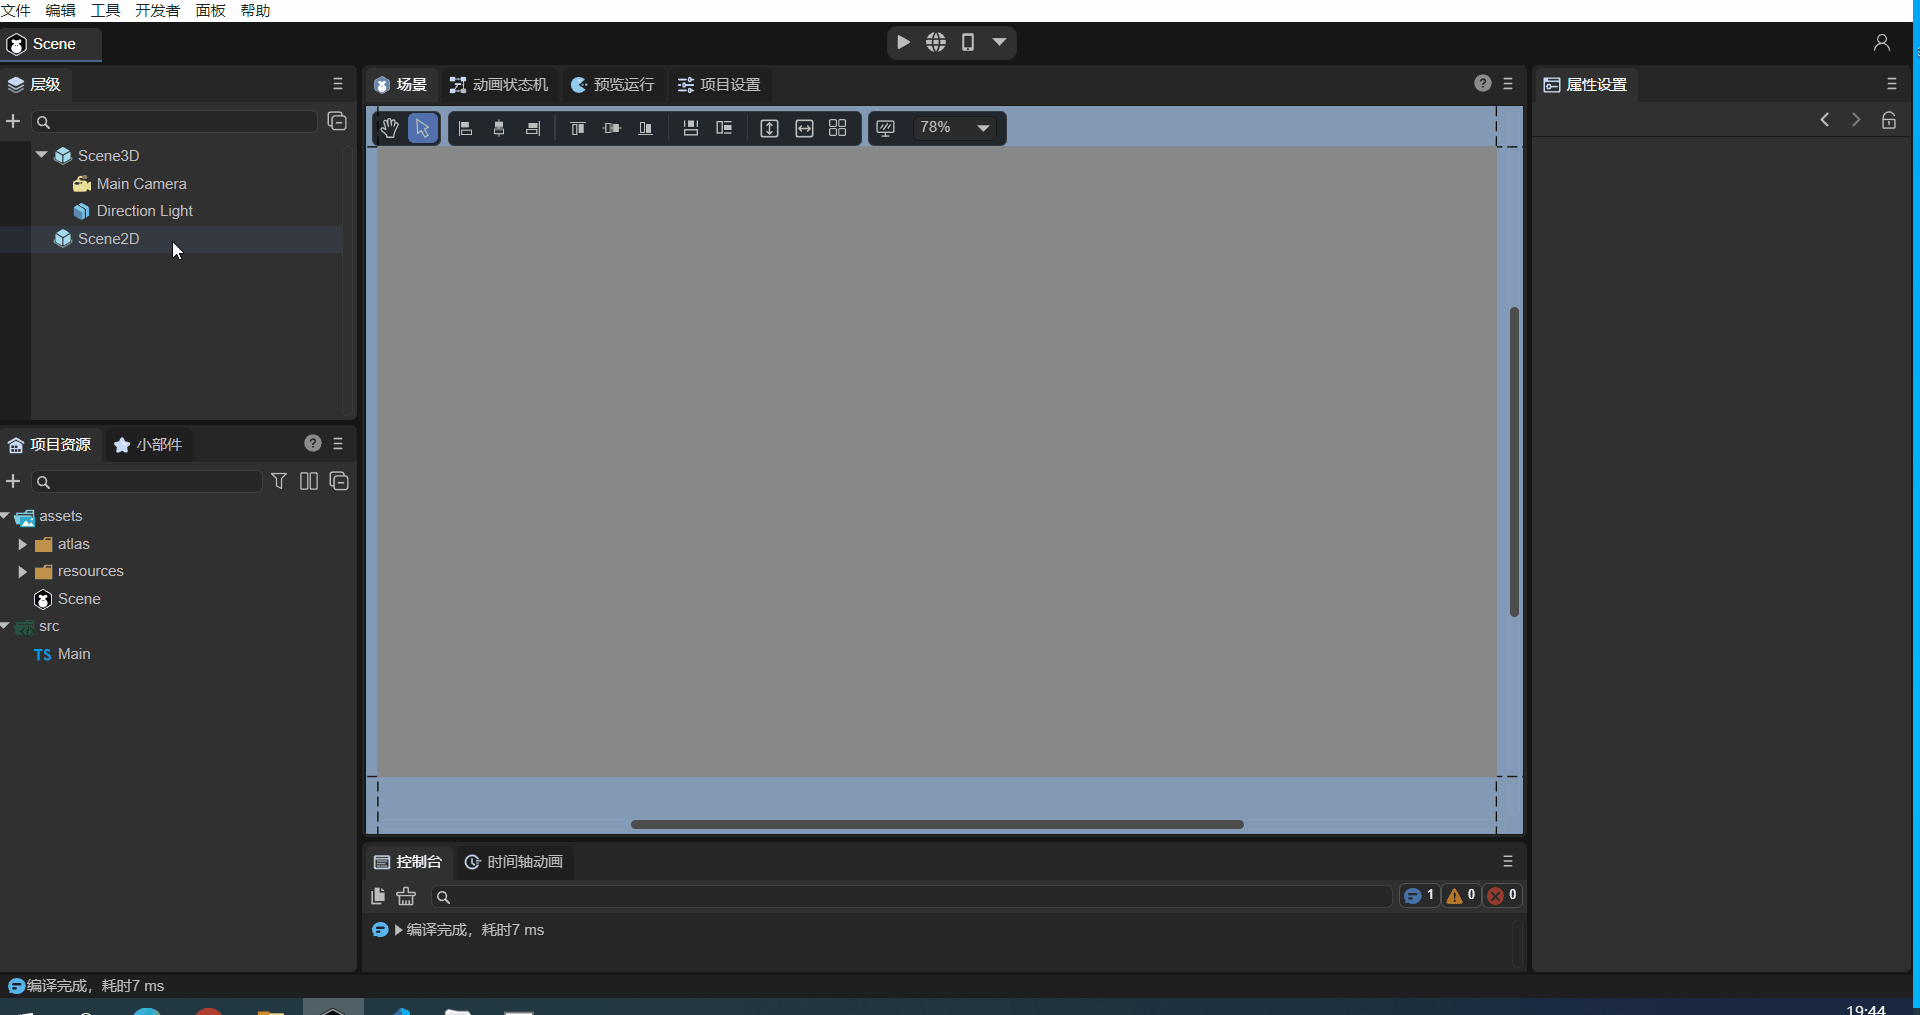 文件 编辑 工具 开发者 面板 帮助
Scene
层级
场景 动画状态机 预览运行 项目设置
属性设置
78%
Scene3D
Main Camera
Direction Light
Scene2D
项目资源 小部件
assets
atlas
resources
Scene
src
TS Main
控制台 时间轴动画
1 0 0
编译完成，耗时7 ms
编译完成，耗时7 ms
19:44